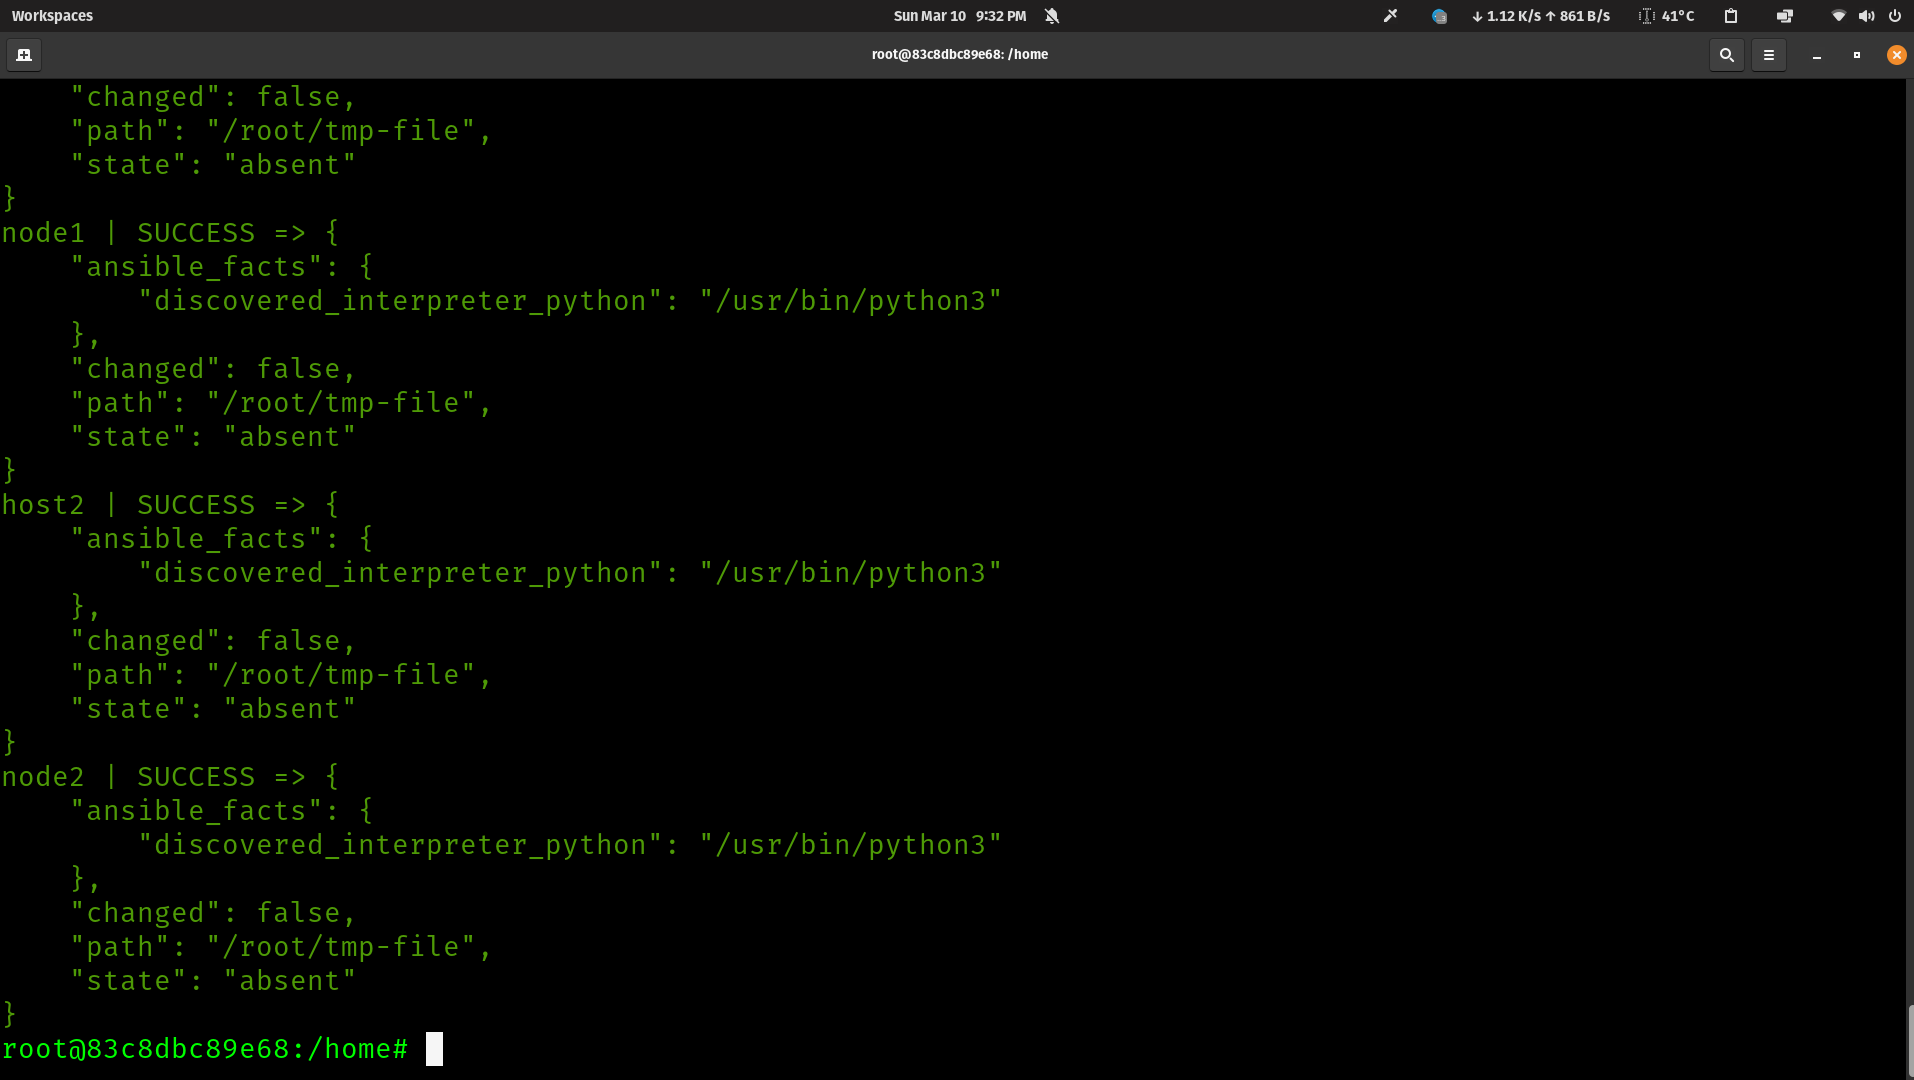 Workspaces Sun Mar 10 9:32 PM ↓ 1.12 K/s ↑ 861 B/s 41°C
root@83c8dbc89e68: /home
    "changed": false,
    "path": "/root/tmp-file",
    "state": "absent"
}
node1 | SUCCESS => {
    "ansible_facts": {
        "discovered_interpreter_python": "/usr/bin/python3"
    },
    "changed": false,
    "path": "/root/tmp-file",
    "state": "absent"
}
host2 | SUCCESS => {
    "ansible_facts": {
        "discovered_interpreter_python": "/usr/bin/python3"
    },
    "changed": false,
    "path": "/root/tmp-file",
    "state": "absent"
}
node2 | SUCCESS => {
    "ansible_facts": {
        "discovered_interpreter_python": "/usr/bin/python3"
    },
    "changed": false,
    "path": "/root/tmp-file",
    "state": "absent"
}
root@83c8dbc89e68:/home#